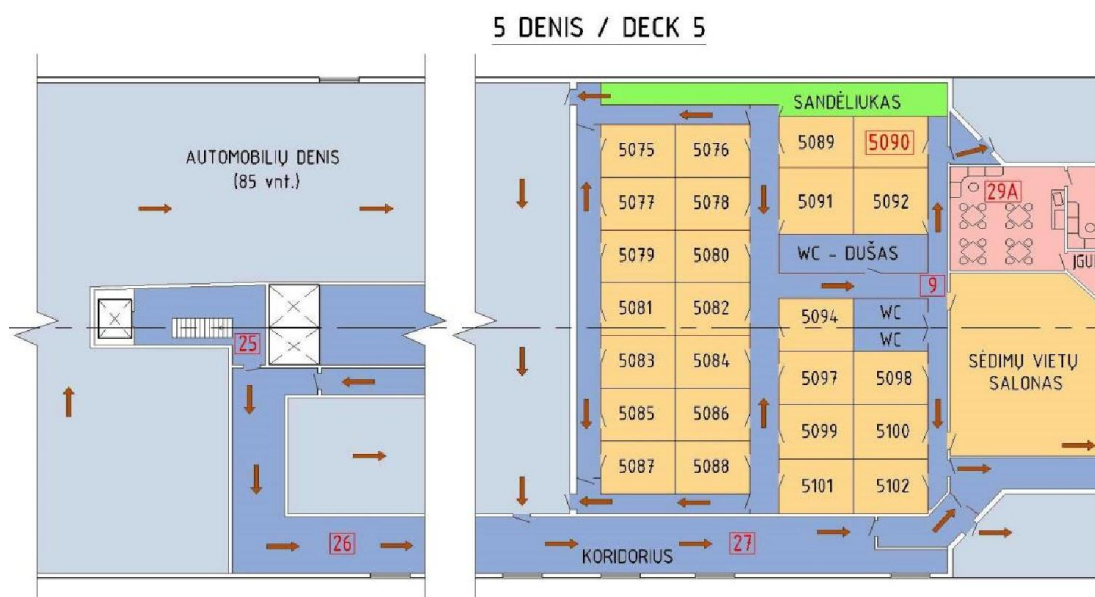 5 DENIS / DECK 5
SANDĖLIUKAS
AUTOMOBILIŲ DENIS
(85 vnt.)
5075 5076 5089 5090
5077 5078 5091 5092
29A
5079 5080 WC - DUŠAS
ĮGUL
9
5081 5082 5094 WC
WC
25
5083 5084 5097 5098
SĖDIMŲ VIETŲ
SALONAS
5085 5086 5099 5100
5087 5088 5101 5102
26 27
KORIDORIUS